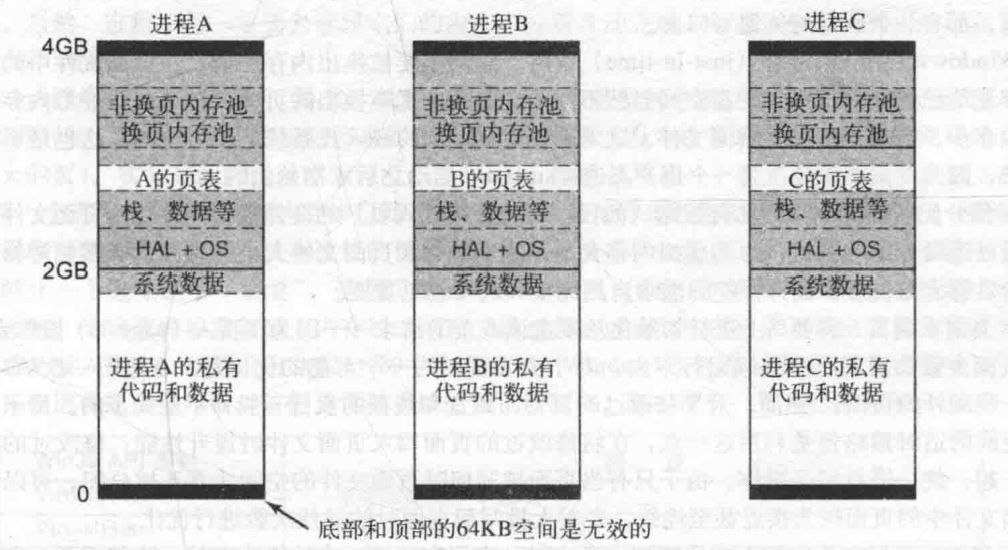 进程A
进程B
进程C
4GB
非换页内存池
换页内存池
A的页表
栈、数据等
HAL + OS
2GB
系统数据
进程A的私有
代码和数据
0
非换页内存池
换页内存池
B的页表
栈、数据等
HAL + OS
系统数据
进程B的私有
代码和数据
非换页内存池
换页内存池
C的页表
栈、数据等
HAL + OS
系统数据
进程C的私有
代码和数据
底部和顶部的64KB空间是无效的